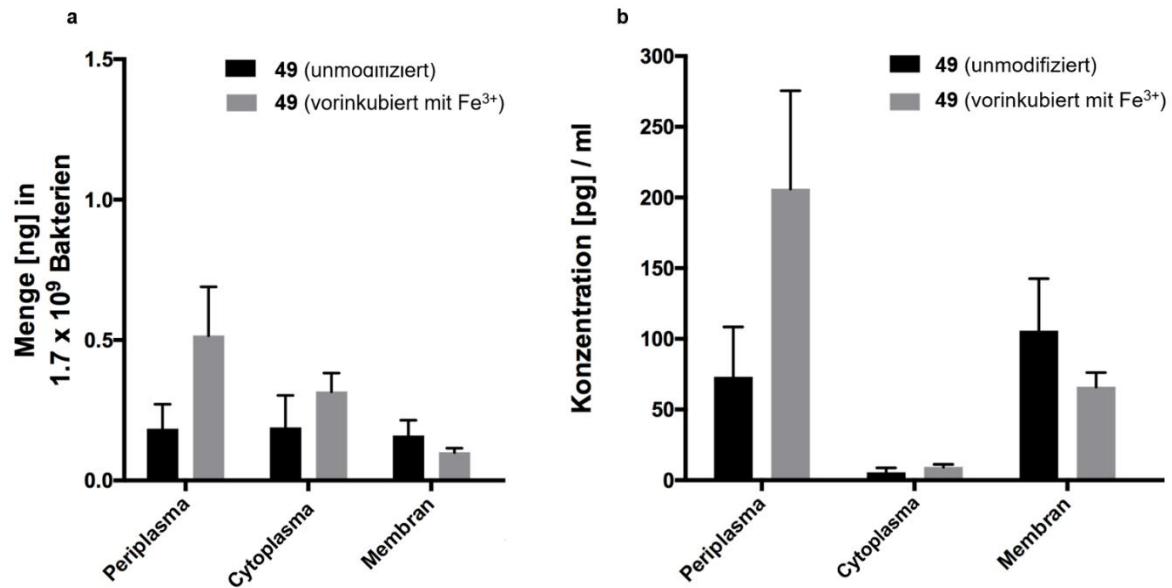 a
Menge [ng] in
1.7 x 10⁹ Bakterien
1.5
1.0
0.5
0.0
49 (unmodifiziert)
49 (vorinkubiert mit Fe³⁺)
Periplasma
Cytoplasma
Membran
b
Konzentration [pg] / ml
300
250
200
150
100
50
0
49 (unmodifiziert)
49 (vorinkubiert mit Fe³⁺)
Periplasma
Cytoplasma
Membran